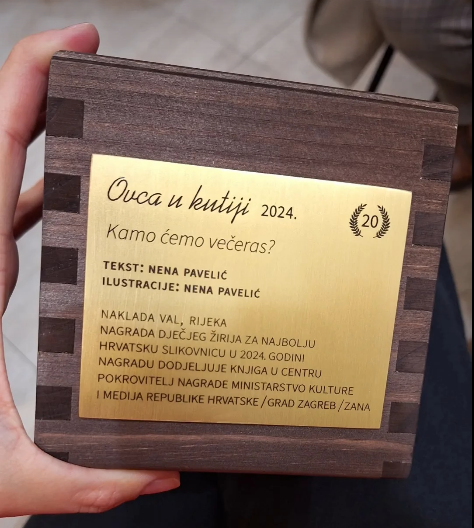 Ovca u kutiji 2024.
20
Kamo ćemo večeras?
TEKST: NENA PAVELIĆ
ILUSTRACIJE: NENA PAVELIĆ
NAKLADA VAL, RIJEKA
NAGRADA DJEČJEG ŽIRIJA ZA NAJBOLJU
HRVATSKU SLIKOVNICU U 2024. GODINI
NAGRADU DODJELJUJE KNJIGA U CENTRU
POKROVITELJ NAGRADE MINISTARSTVO KULTURE
I MEDIJA REPUBLIKE HRVATSKE / GRAD ZAGREB / ZANA